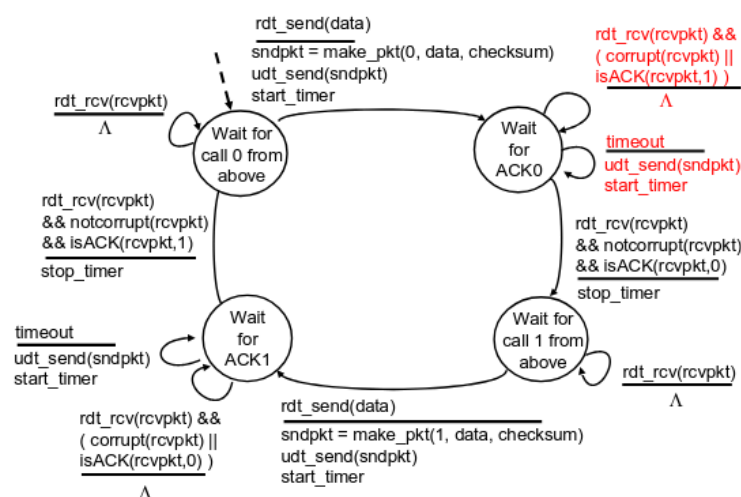 rdt_send(data)
sndpkt = make_pkt(0, data, checksum)
udt_send(sndpkt)
start_timer
rdt_rcv(rcvpkt) &&
( corrupt(rcvpkt) ||
isACK(rcvpkt,1) )
Λ
rdt_rcv(rcvpkt)
Λ
Wait for
call 0 from
above
Wait
for
ACK0
timeout
udt_send(sndpkt)
start_timer
rdt_rcv(rcvpkt)
&& notcorrupt(rcvpkt)
&& isACK(rcvpkt,1)
stop_timer
rdt_rcv(rcvpkt)
&& notcorrupt(rcvpkt)
&& isACK(rcvpkt,0)
stop_timer
Wait
for
ACK1
Wait for
call 1 from
above
timeout
udt_send(sndpkt)
start_timer
rdt_rcv(rcvpkt)
Λ
rdt_rcv(rcvpkt) &&
( corrupt(rcvpkt) ||
isACK(rcvpkt,0) )
Λ
rdt_send(data)
sndpkt = make_pkt(1, data, checksum)
udt_send(sndpkt)
start_timer